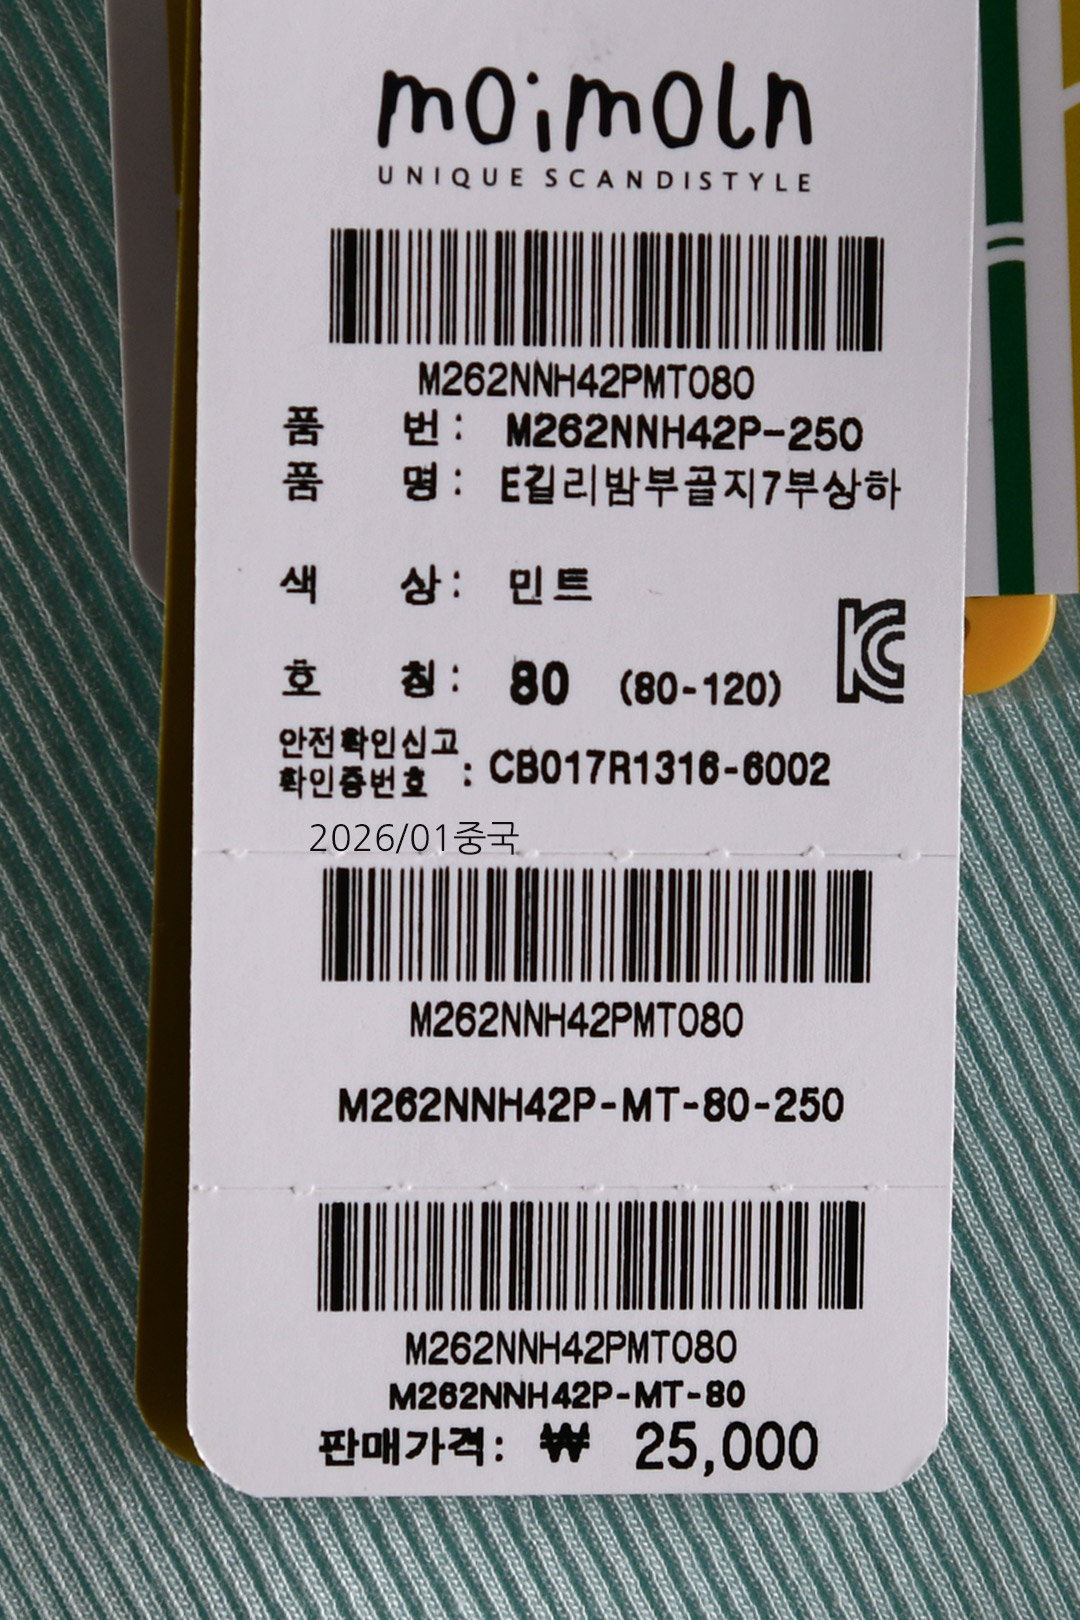 moimoln
UNIQUE SCANDISTYLE
M262NNH42PMT080
품 번 : M262NNH42P-250
품 명 : E길리밤부골지7부상하
색 상 : 민트
호 칭 : 80 (80-120)
안전확인신고
확인증번호 : CB017R1316-6002
2026/01중국
M262NNH42PMT080
M262NNH42P-MT-80-250
M262NNH42PMT080
M262NNH42P-MT-80
판매가격 : ₩ 25,000